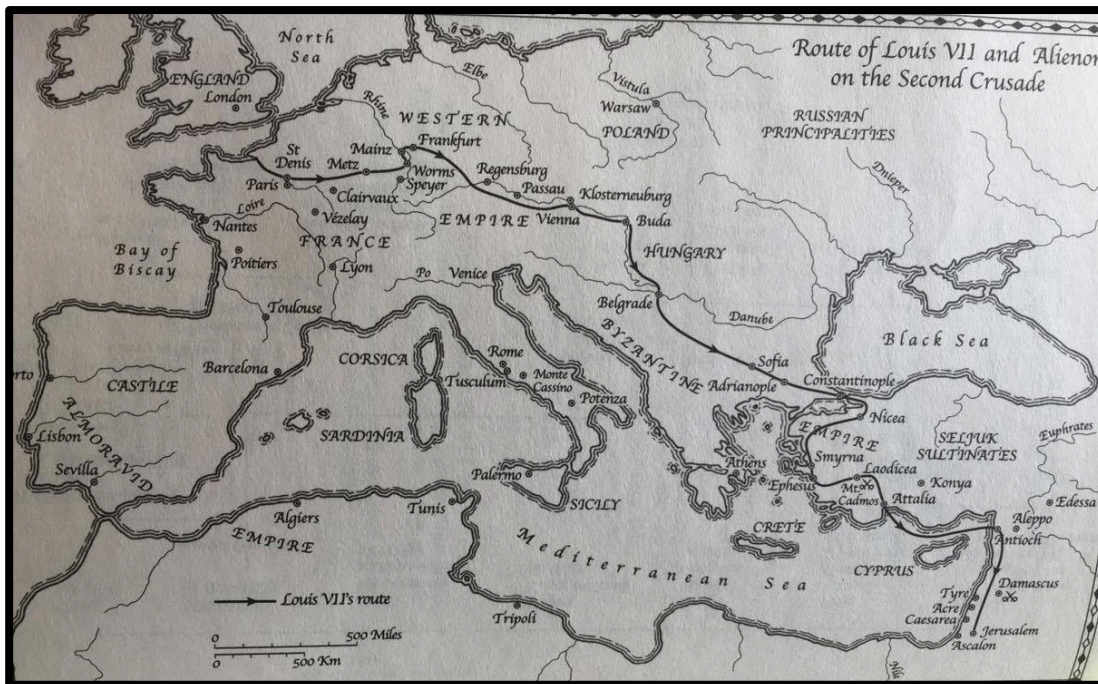 Route of Louis VII and Alienor
on the Second Crusade
North
Sea
ENGLAND
London
Elbe
Rhine
WESTERN
Vistula
Warsaw
POLAND
RUSSIAN
PRINCIPALITIES
Dnieper
St
Denis
Paris
Metz
Mainz
Frankfurt
Worms
Speyer
Regensburg
Passau
Klosterneuburg
Vienna
EMPIRE
Buda
HUNGARY
Clairvaux
Vézelay
Loire
Nantes
FRANCE
Poitiers
Lyon
Bay of
Biscay
Toulouse
Po
Venice
Belgrade
Danube
Black Sea
BYZANTINE
Sofia
Adrianople
Constantinople
Nicea
EMPIRE
Smyrna
SELJUK
SULTINATES
Euphrates
Laodicea
Mt.
Cadmos
Konya
Attalia
Edessa
Aleppo
Antioch
Athens
Ephesus
CRETE
CYPRUS
Damascus
Tyre
Acre
Caesarea
Jerusalem
Ascalon
Nile
CORSICA
Rome
Tusculum
Monte
Cassino
Potenza
SARDINIA
Palermo
SICILY
Barcelona
CASTILE
orto
ALMORAVID
Lisbon
Sevilla
Algiers
EMPIRE
Tunis
Mediterranean Sea
Tripoli
Louis VII's route
0 500 Miles
0 500 Km